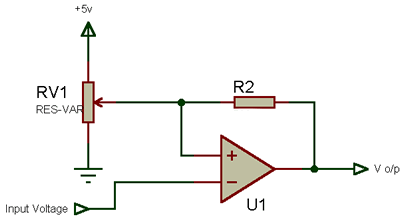 +5v
RV1
RES-VAR
R2
+
−
U1
V o/p
Input Voltage